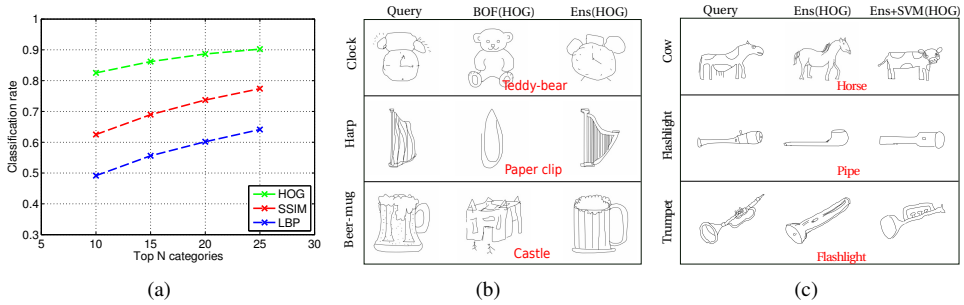 Classification rate
1
0.9
0.8
0.7
0.6
0.5
0.4
0.3
5 10 15 20 25 30
Top N categories
HOG
SSIM
LBP
(a)
Query BOF(HOG) Ens(HOG)
Clock
Teddy-bear
Harp
Paper clip
Beer-mug
Castle
(b)
Query Ens(HOG) Ens+SVM(HOG)
Cow
Horse
Flashlight
Pipe
Trumpet
Flashlight
(c)